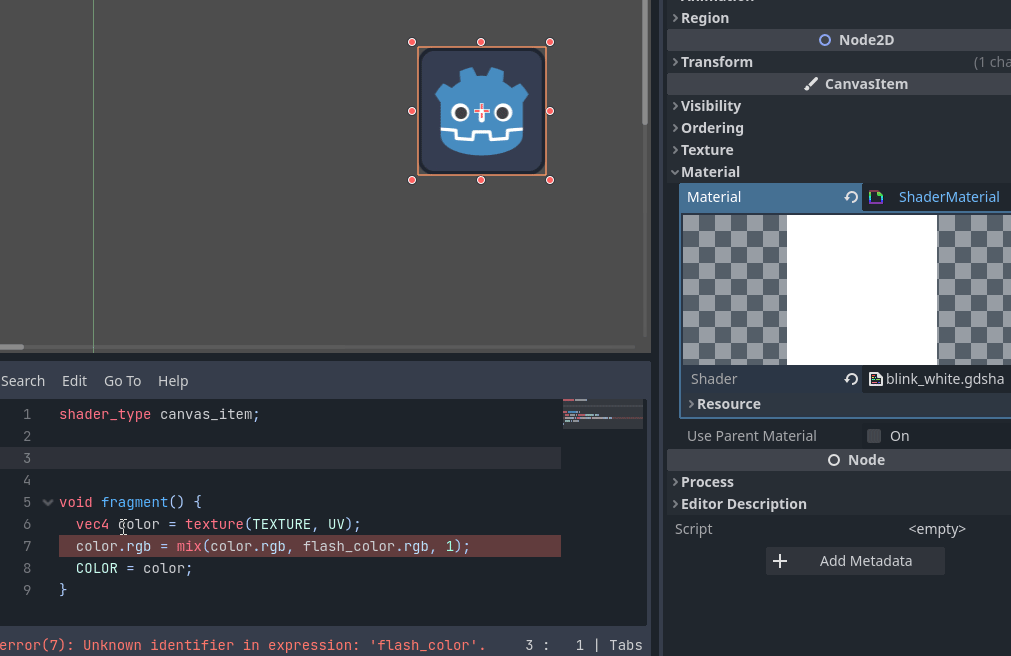 Region
Node2D
Transform (1 cha
CanvasItem
Visibility
Ordering
Texture
Material
Material ShaderMaterial
Shader blink_white.gdsha
Resource
Use Parent Material On
Node
Process
Editor Description
Script <empty>
Add Metadata
Search Edit Go To Help
1 shader_type canvas_item;
2
3
4
5 void fragment() {
6 vec4 color = texture(TEXTURE, UV);
7 color.rgb = mix(color.rgb, flash_color.rgb, 1);
8 COLOR = color;
9 }
error(7): Unknown identifier in expression: 'flash_color'. 3 : 1 | Tabs